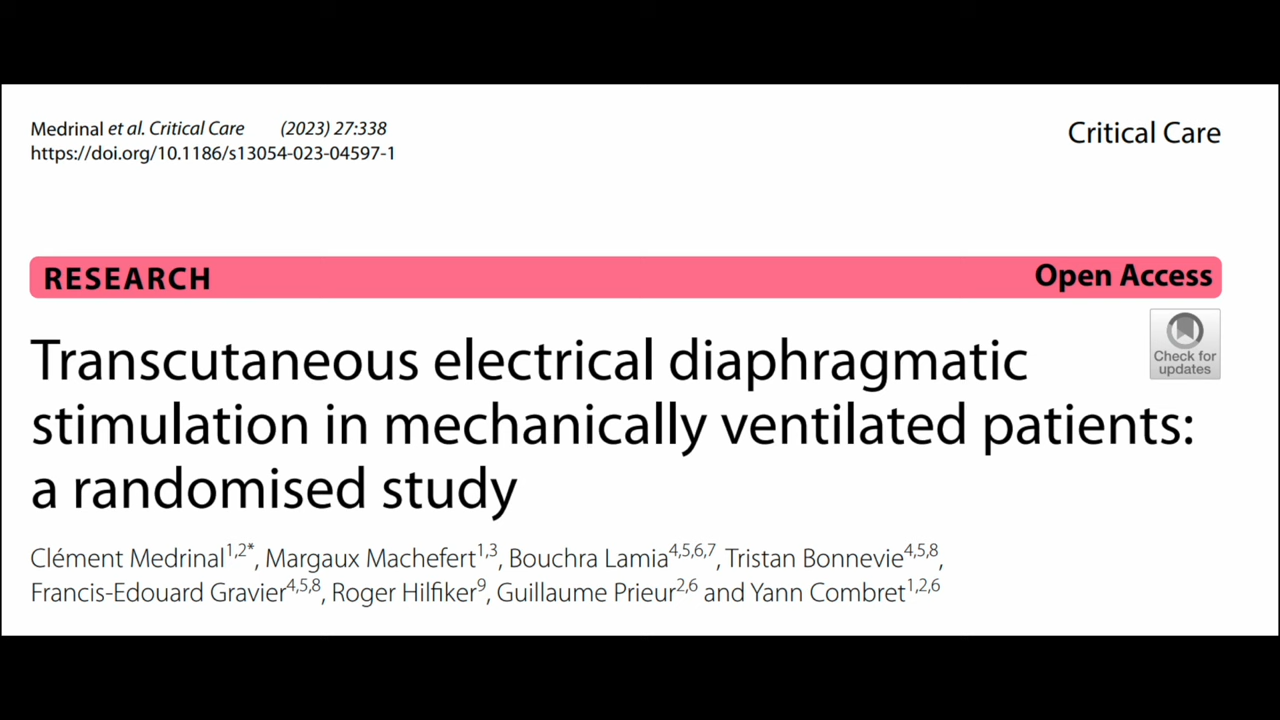 Medrinal et al. Critical Care (2023) 27:338
https://doi.org/10.1186/s13054-023-04597-1
Critical Care
RESEARCH
Open Access
Check for
updates
Transcutaneous electrical diaphragmatic
stimulation in mechanically ventilated patients:
a randomised study
Clément Medrinal1,2*, Margaux Machefert1,3, Bouchra Lamia4,5,6,7, Tristan Bonnevie4,5,8,
Francis-Edouard Gravier4,5,8, Roger Hilfiker9, Guillaume Prieur2,6 and Yann Combret1,2,6